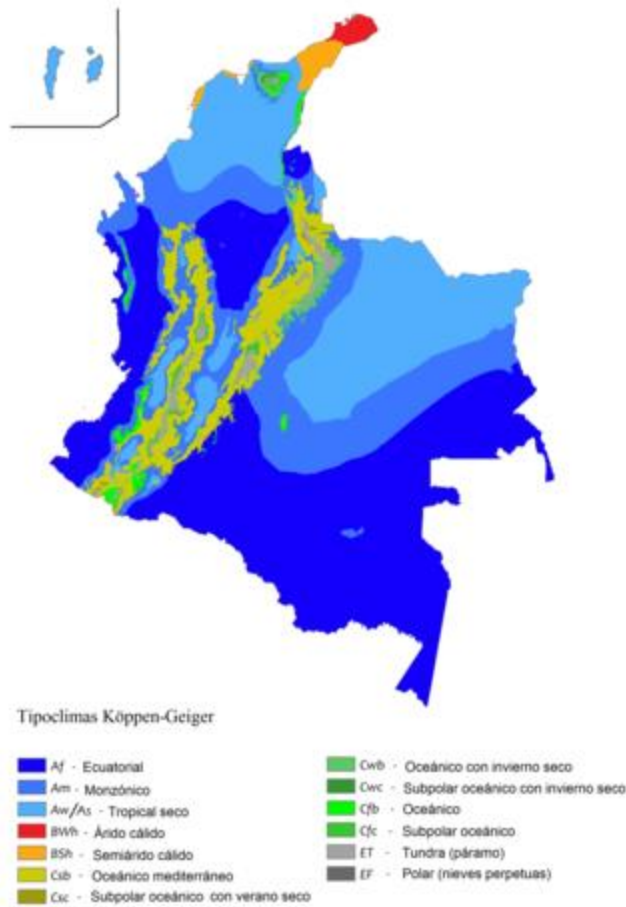 Tipoclimas Köppen-Geiger
Af - Ecuatorial
Am - Monzónico
Aw/As - Tropical seco
BWh - Árido cálido
BSh - Semiárido cálido
Csb - Oceánico mediterráneo
Csc - Subpolar oceánico con verano seco
Cwb - Oceánico con invierno seco
Cwc - Subpolar oceánico con invierno seco
Cfb - Oceánico
Cfc - Subpolar oceánico
ET - Tundra (páramo)
EF - Polar (nieves perpetuas)